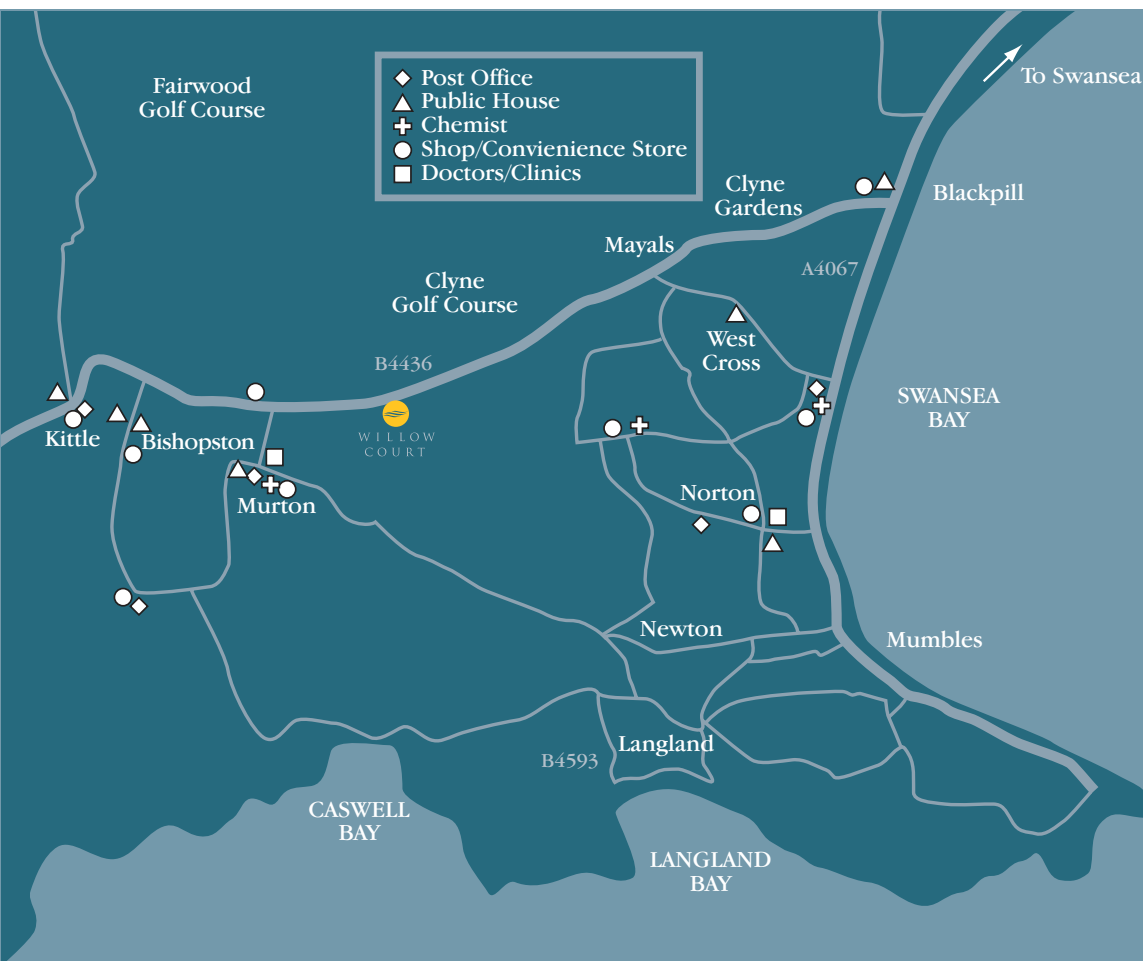 Fairwood
Golf Course
Post Office
Public House
Chemist
Shop/Convienience Store
Doctors/Clinics
To Swansea
Clyne
Gardens
Blackpill
Mayals
A4067
Clyne
Golf Course
West
Cross
B4436
SWANSEA
BAY
WILLOW
COURT
Kittle
Bishopston
Murton
Norton
Newton
Mumbles
Langland
B4593
CASWELL
BAY
LANGLAND
BAY